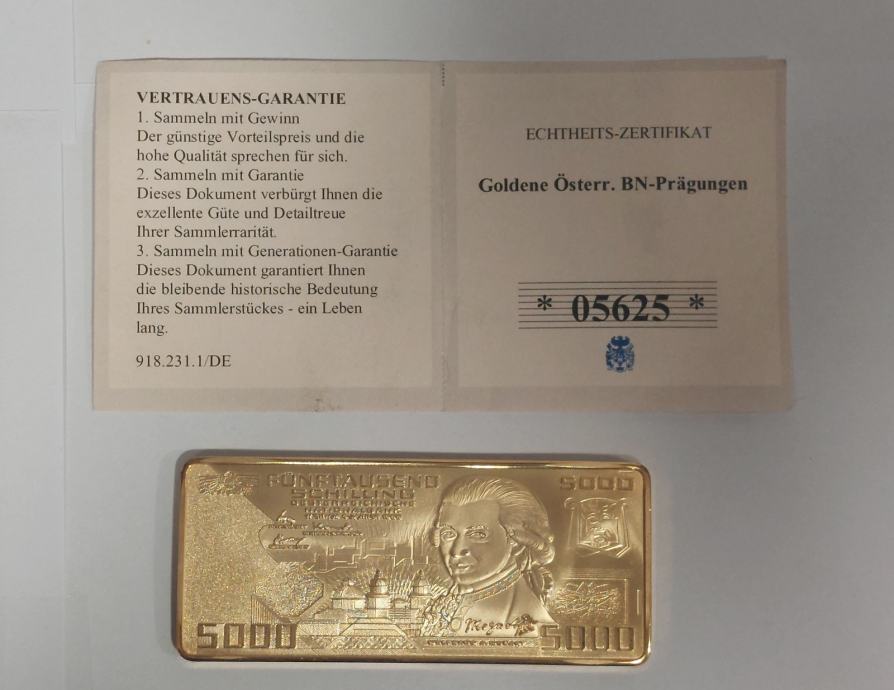 VERTRAUENS-GARANTIE
1. Sammeln mit Gewinn
Der günstige Vorteilspreis und die
hohe Qualität sprechen für sich.
2. Sammeln mit Garantie
Dieses Dokument verbürgt Ihnen die
exzellente Güte und Detailtreue
Ihrer Sammlerrarität.
3. Sammeln mit Generationen-Garantie
Dieses Dokument garantiert Ihnen
die bleibende historische Bedeutung
Ihres Sammlerstückes - ein Leben
lang.
918.231.1/DE
ECHTHEITS-ZERTIFIKAT
Goldene Österr. BN-Prägungen
* 05625 *
FÜNFTAUSEND
SCHILLING
OESTERREICHISCHE
NATIONALBANK
5000
5000
5000